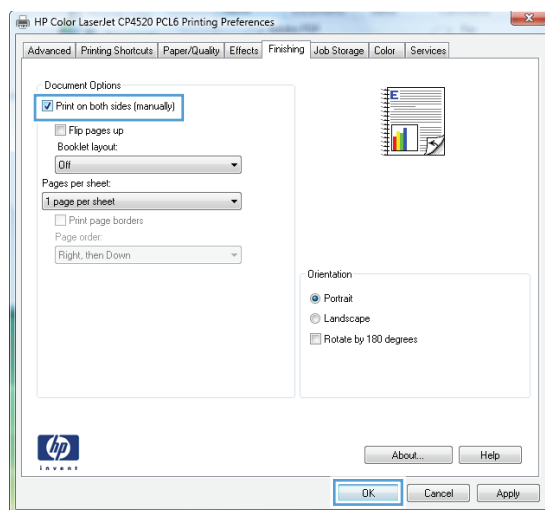 HP Color LaserJet CP4520 PCL6 Printing Preferences
Advanced Printing Shortcuts Paper/Quality Effects Finishing Job Storage Color Services
Document Options
Print on both sides (manually)
Flip pages up
Booklet layout:
Off
Pages per sheet:
1 page per sheet
Print page borders
Page order:
Right, then Down
E
Orientation
Portrait
Landscape
Rotate by 180 degrees
hp
invent
About... Help
OK Cancel Apply